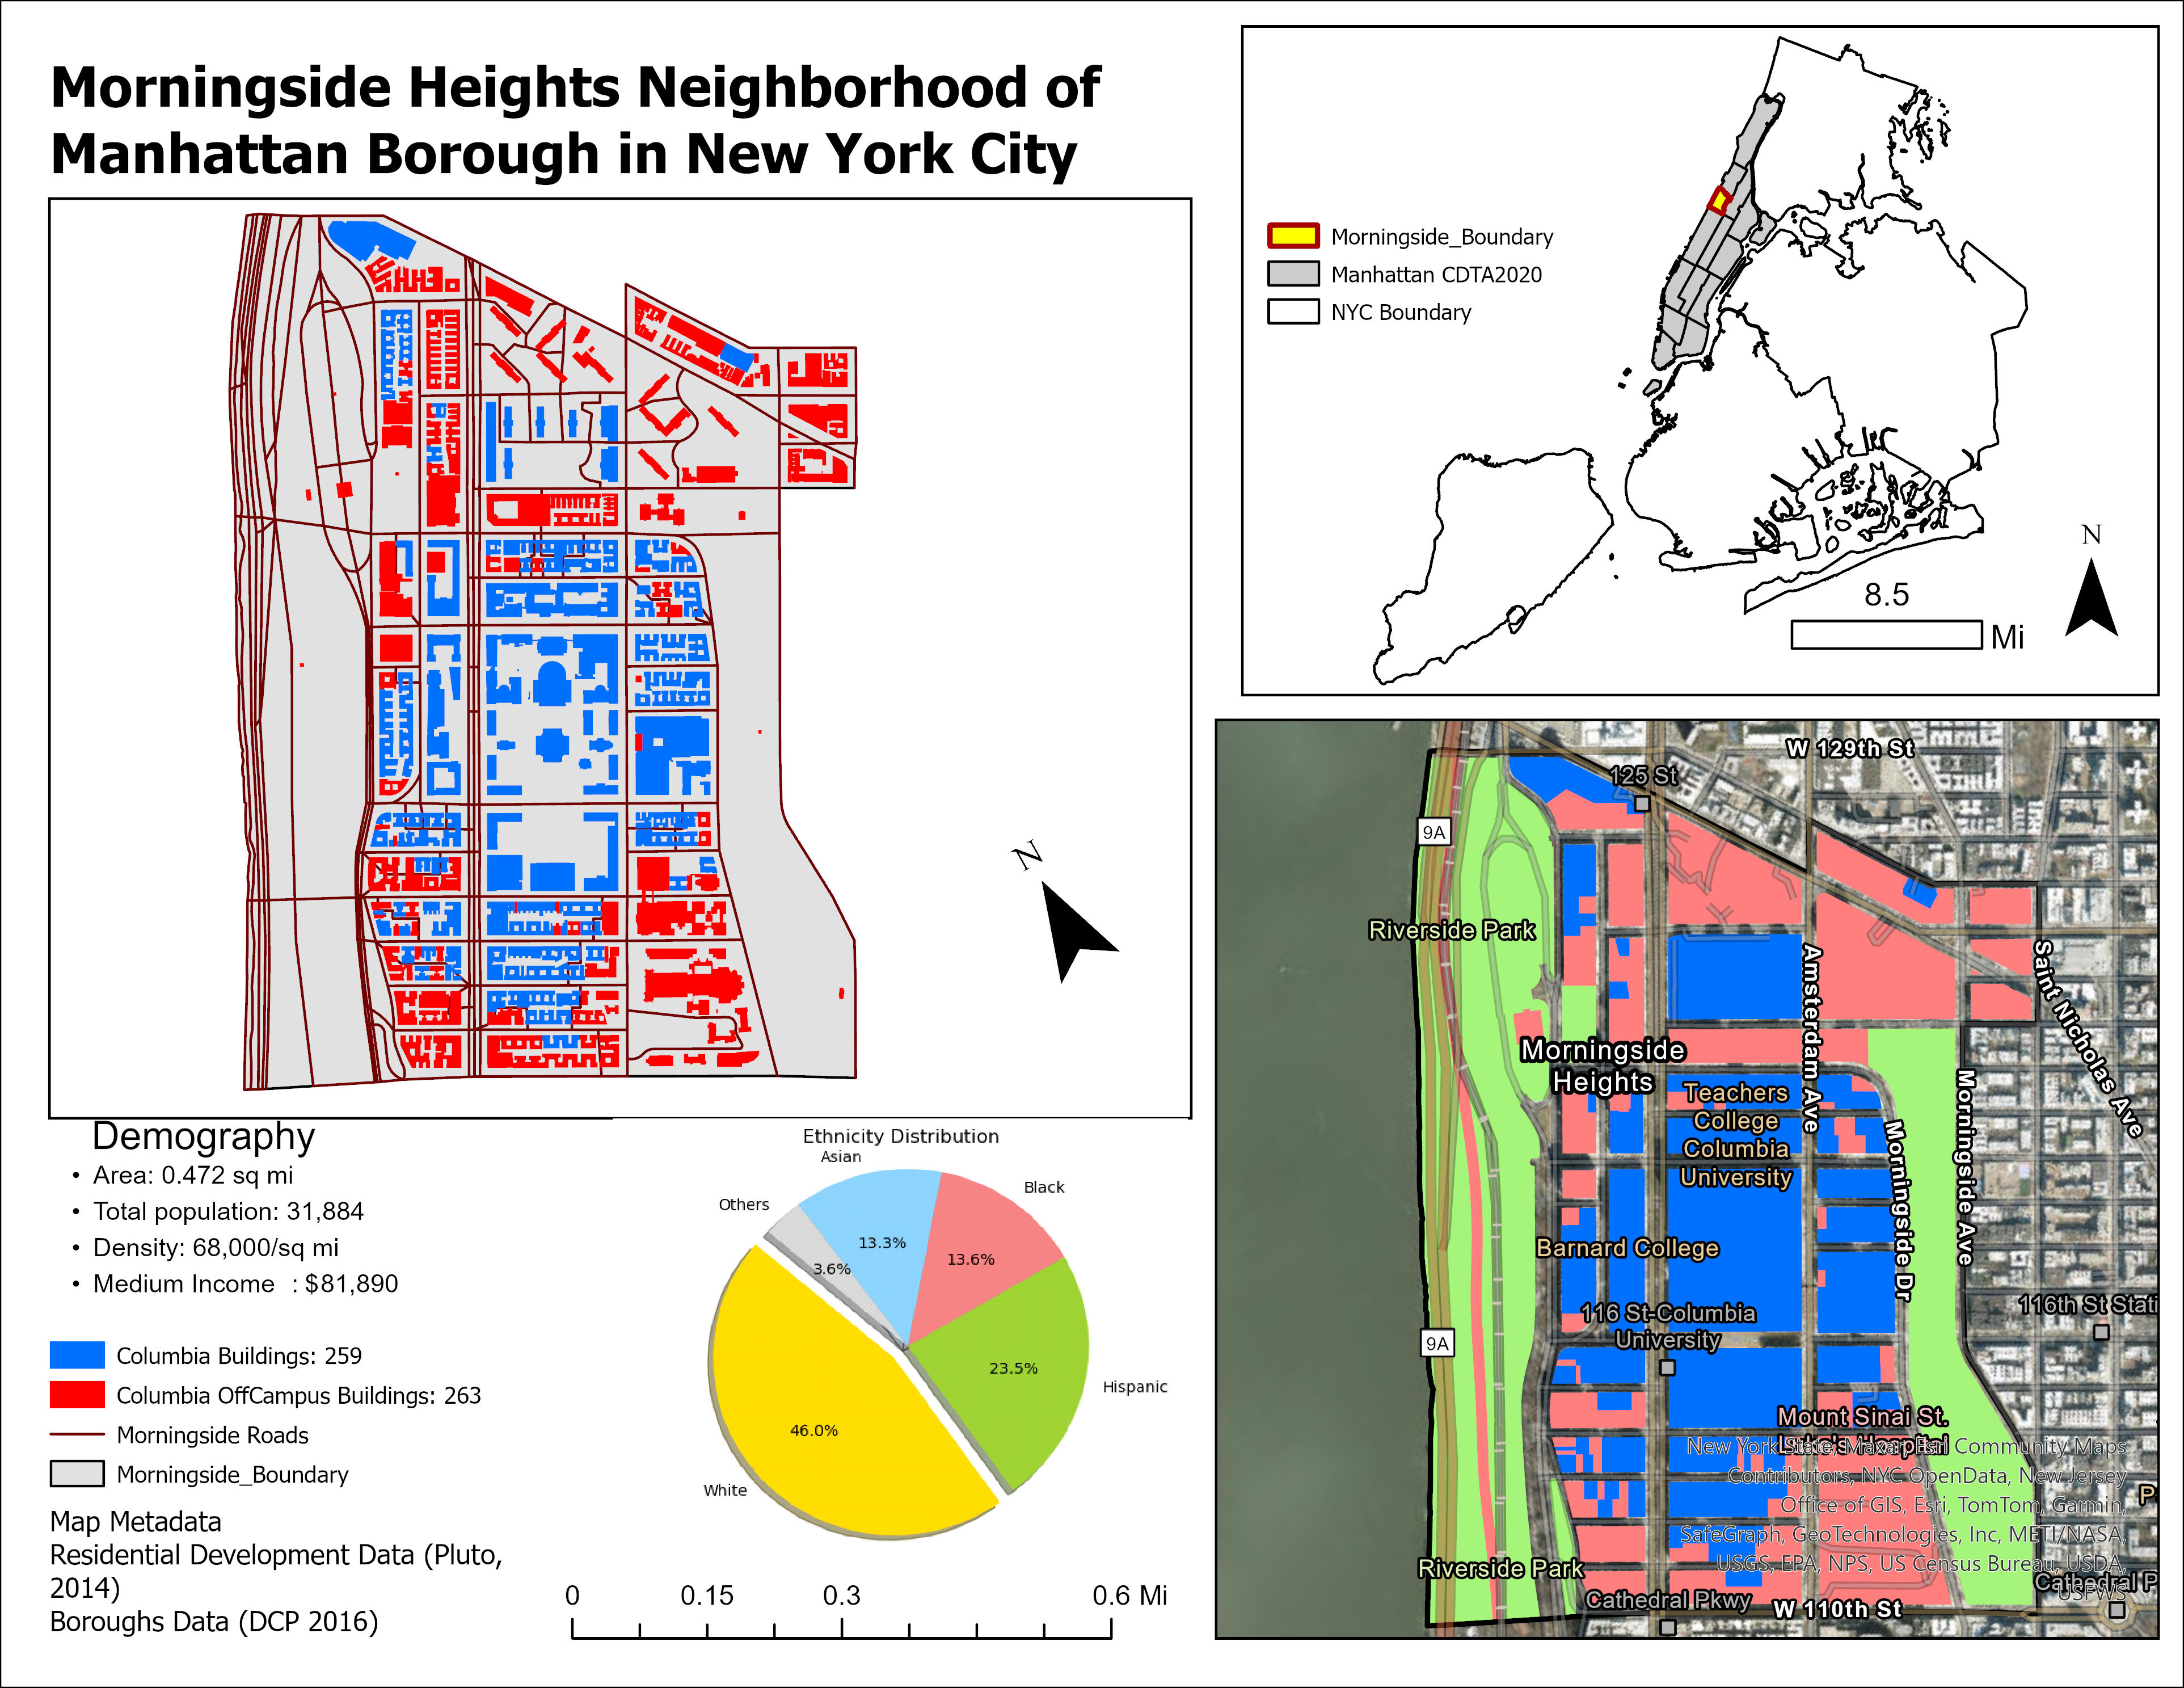 Morningside Heights Neighborhood of
Manhattan Borough in New York City
N
Demography
• Area: 0.472 sq mi
• Total population: 31,884
• Density: 68,000/sq mi
• Medium Income : $81,890
Columbia Buildings: 259
Columbia OffCampus Buildings: 263
Morningside Roads
Morningside_Boundary
Map Metadata
Residential Development Data (Pluto,
2014)
Boroughs Data (DCP 2016)
Ethnicity Distribution
Asian
Black
Others
13.3%
13.6%
3.6%
23.5%
Hispanic
46.0%
White
0 0.15 0.3 0.6 Mi
Morningside_Boundary
Manhattan CDTA2020
NYC Boundary
N
8.5
Mi
W 129th St
125 St
9A
Riverside Park
Amsterdam Ave
Saint Nicholas Ave
Morningside
Heights
Teachers
College
Columbia
University
Morningside Ave
Morningside Dr
Barnard College
116 St-Columbia
University
116th St Stati
9A
Mount Sinai St.
Luke's Hospital
New York State, Maxar, Esri Community Maps
Contributors, NYC OpenData, New Jersey
Office of GIS, Esri, TomTom, Garmin,
SafeGraph, GeoTechnologies, Inc, METI/NASA,
USGS, EPA, NPS, US Census Bureau, USDA,
USFWS
P
Riverside Park
Cathedral P
Cathedral Pkwy
W 110th St